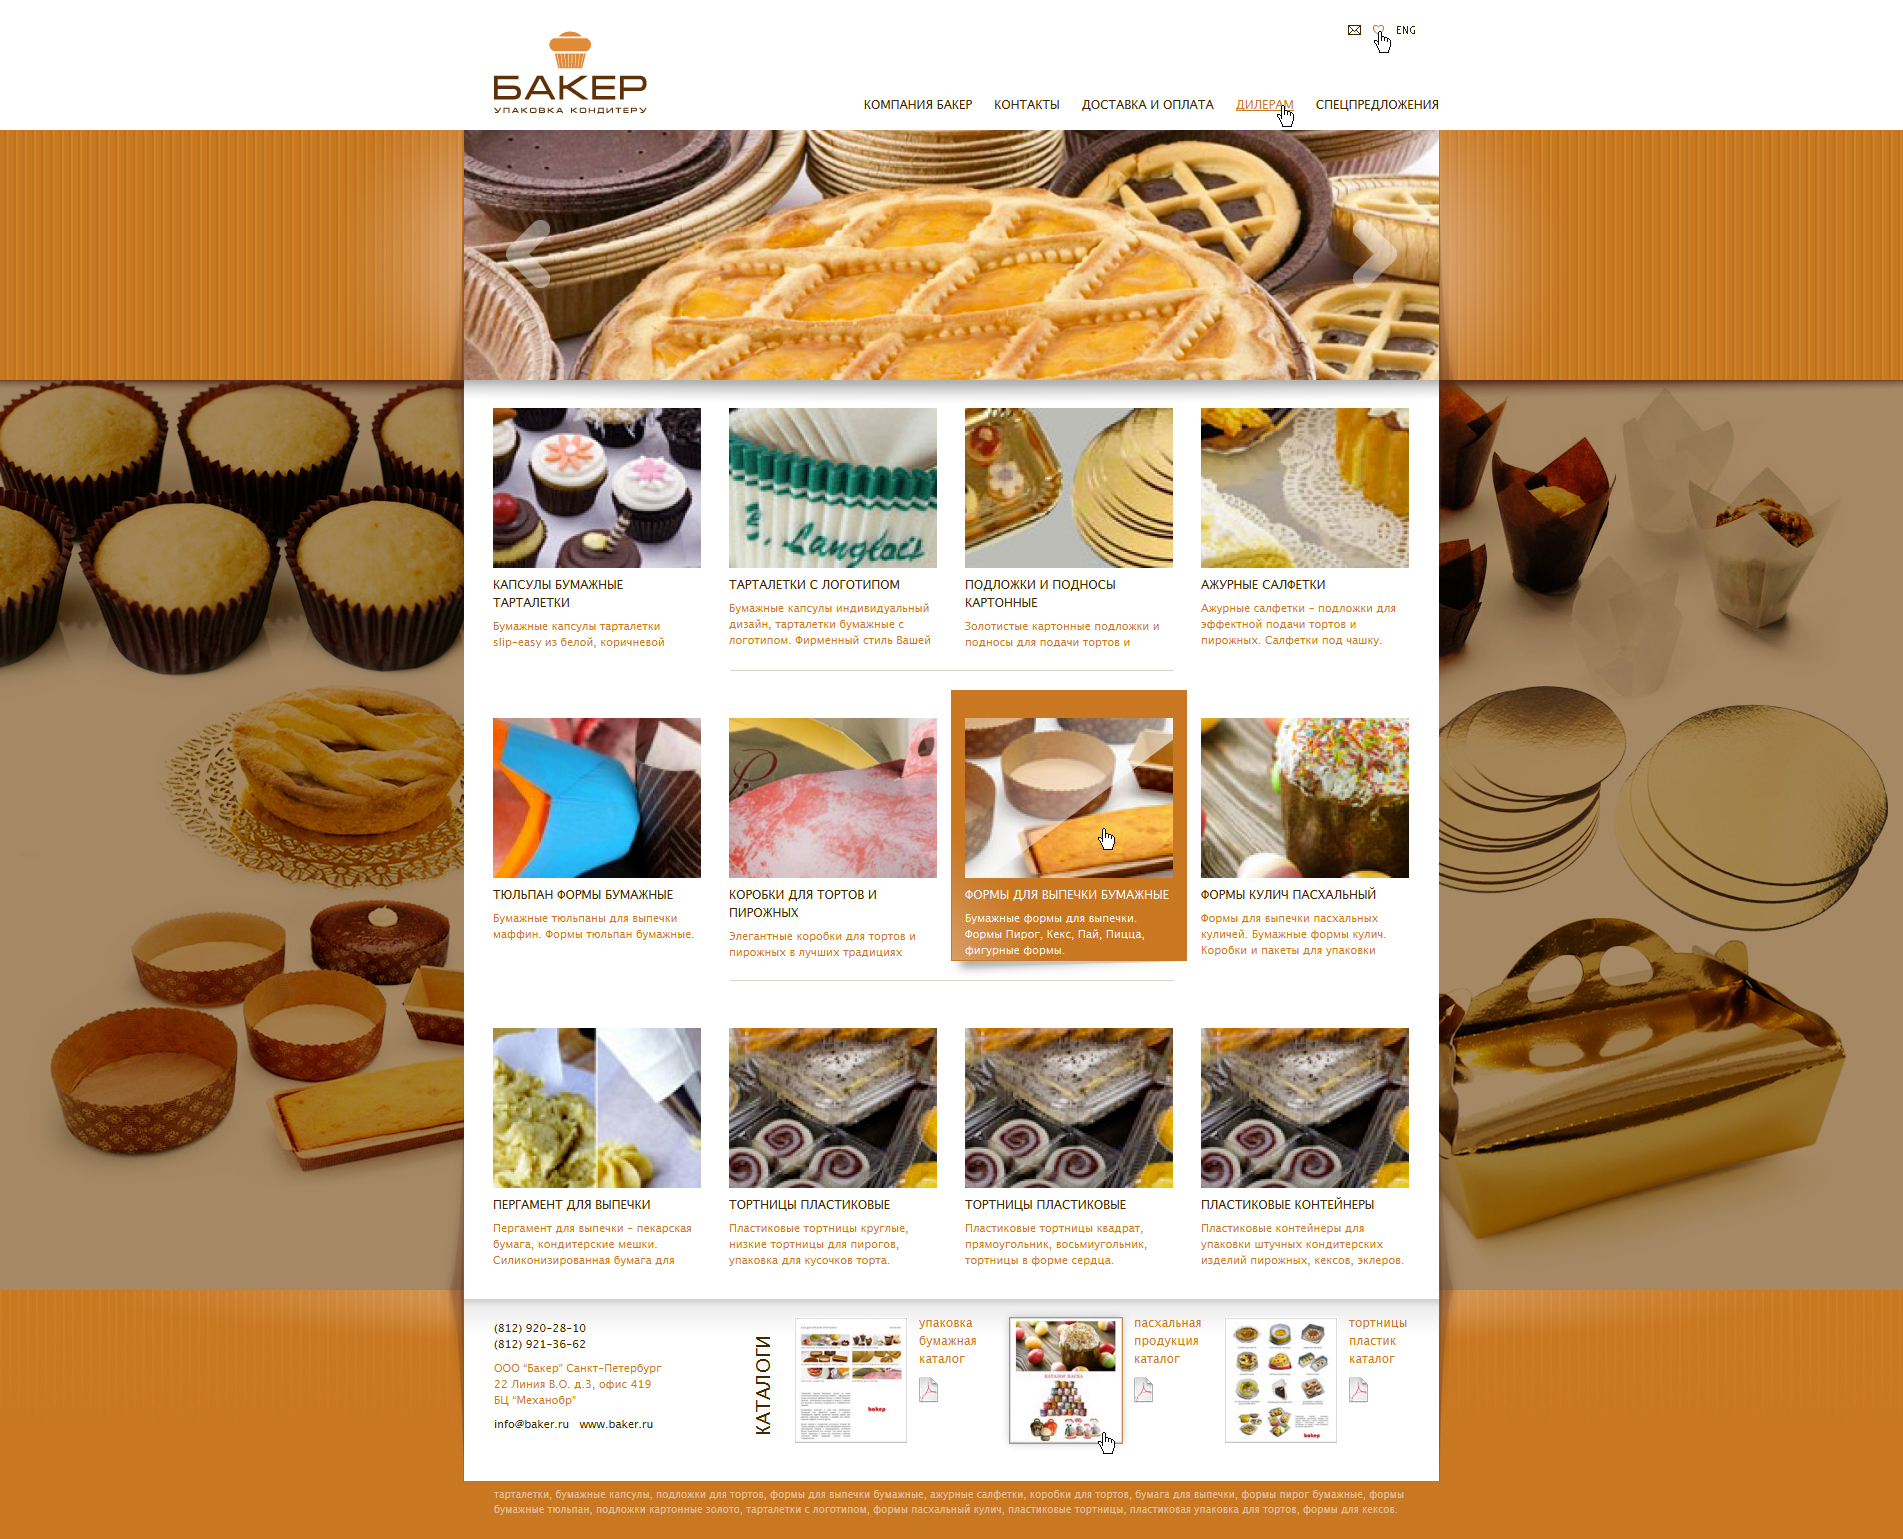 ENG
БАКЕР
УПАКОВКА КОНДИТЕРУ
КОМПАНИЯ БАКЕР КОНТАКТЫ ДОСТАВКА И ОПЛАТА ДИЛЕРАМ СПЕЦПРЕДЛОЖЕНИЯ
Langlois
КАПСУЛЫ БУМАЖНЫЕ
ТАРТАЛЕТКИ
Бумажные капсулы тарталетки
slip-easy из белой, коричневой
ТАРТАЛЕТКИ С ЛОГОТИПОМ
Бумажные капсулы индивидуальный
дизайн, тарталетки бумажные с
логотипом. Фирменный стиль Вашей
ПОДЛОЖКИ И ПОДНОСЫ
КАРТОННЫЕ
Золотистые картонные подложки и
подносы для подачи тортов и
АЖУРНЫЕ САЛФЕТКИ
Ажурные салфетки - подложки для
эффектной подачи тортов и
пирожных. Салфетки под чашку.
ТЮЛЬПАН ФОРМЫ БУМАЖНЫЕ
Бумажные тюльпаны для выпечки
маффин. Формы тюльпан бумажные.
КОРОБКИ ДЛЯ ТОРТОВ И
ПИРОЖНЫХ
Элегантные коробки для тортов и
пирожных в лучших традициях
ФОРМЫ ДЛЯ ВЫПЕЧКИ БУМАЖНЫЕ
Бумажные формы для выпечки.
Формы Пирог, Кекс, Пай, Пицца,
фигурные формы.
ФОРМЫ КУЛИЧ ПАСХАЛЬНЫЙ
Формы для выпечки пасхальных
куличей. Бумажные формы кулич.
Коробки и пакеты для упаковки
ПЕРГАМЕНТ ДЛЯ ВЫПЕЧКИ
Пергамент для выпечки - пекарская
бумага, кондитерские мешки.
Силиконизированная бумага для
ТОРТНИЦЫ ПЛАСТИКОВЫЕ
Пластиковые тортницы круглые,
низкие тортницы для пирогов,
упаковка для кусочков торта.
ТОРТНИЦЫ ПЛАСТИКОВЫЕ
Пластиковые тортницы квадрат,
прямоугольник, восьмиугольник,
тортницы в форме сердца.
ПЛАСТИКОВЫЕ КОНТЕЙНЕРЫ
Пластиковые контейнеры для
упаковки штучных кондитерских
изделий пирожных, кексов, эклеров.
(812) 920-28-10
(812) 921-36-62
ООО "Бакер" Санкт-Петербург
22 Линия В.О. д.3, офис 419
БЦ "Механобр"
info@baker.ru www.baker.ru
КАТАЛОГИ
бакер
упаковка
бумажная
каталог
КАТАЛОГ ПАСХА
пасхальная
продукция
каталог
бакер
тортницы
пластик
каталог
тарталетки, бумажные капсулы, подложки для тортов, формы для выпечки бумажные, ажурные салфетки, коробки для тортов, бумага для выпечки, формы пирог бумажные, формы
бумажные тюльпан, подложки картонные золото, тарталетки с логотипом, формы пасхальный кулич, пластиковые тортницы, пластиковая упаковка для тортов, формы для кексов.